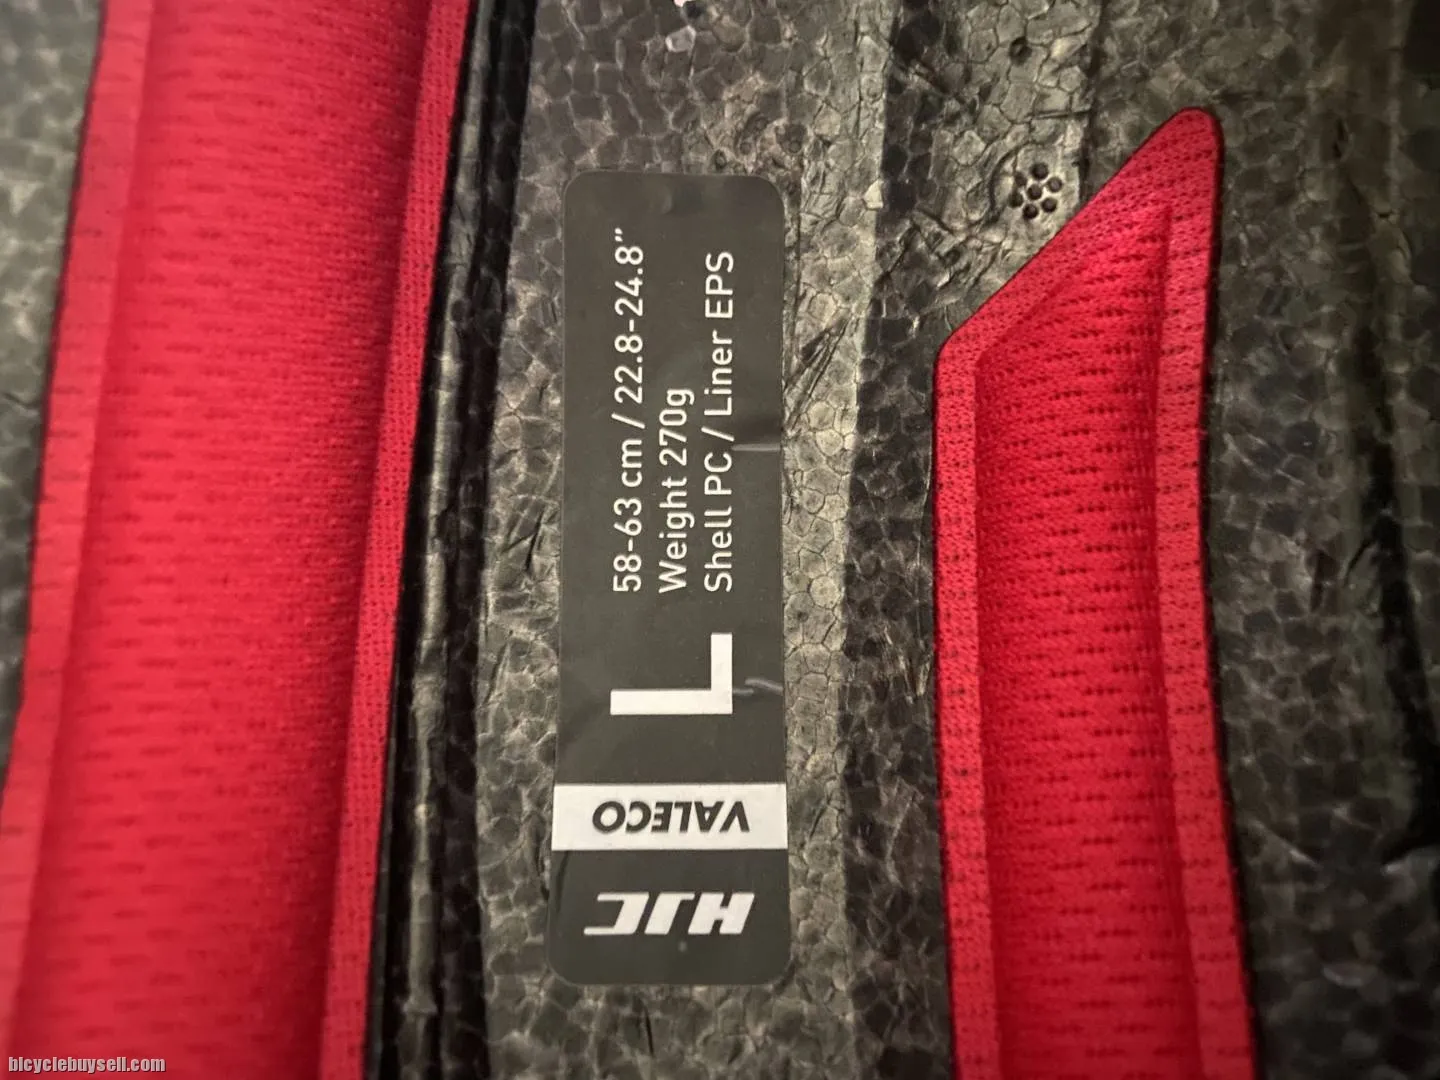 HJC
VALECO
L
58-63 cm / 22.8-24.8"
Weight 270g
Shell PC / Liner EPS
bicyclebuysell.com